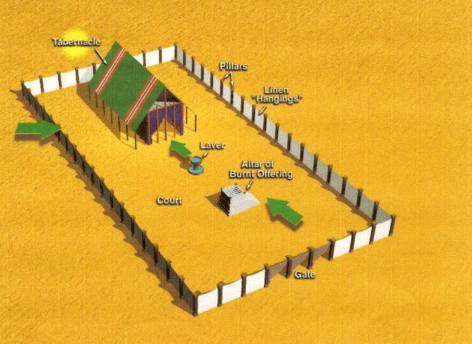 Tabernacle
Pillars
Linen
"Hangings"
Laver
Altar of
Burnt Offering
Court
Gate